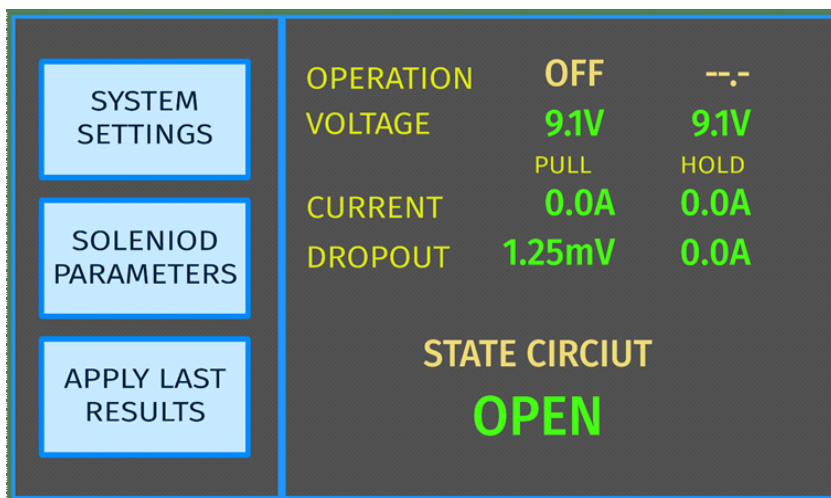 SYSTEM
SETTINGS
SOLENIOD
PARAMETERS
APPLY LAST
RESULTS
OPERATION OFF --.-
VOLTAGE 9.1V 9.1V
PULL HOLD
CURRENT 0.0A 0.0A
DROPOUT 1.25mV 0.0A
STATE CIRCIUT
OPEN